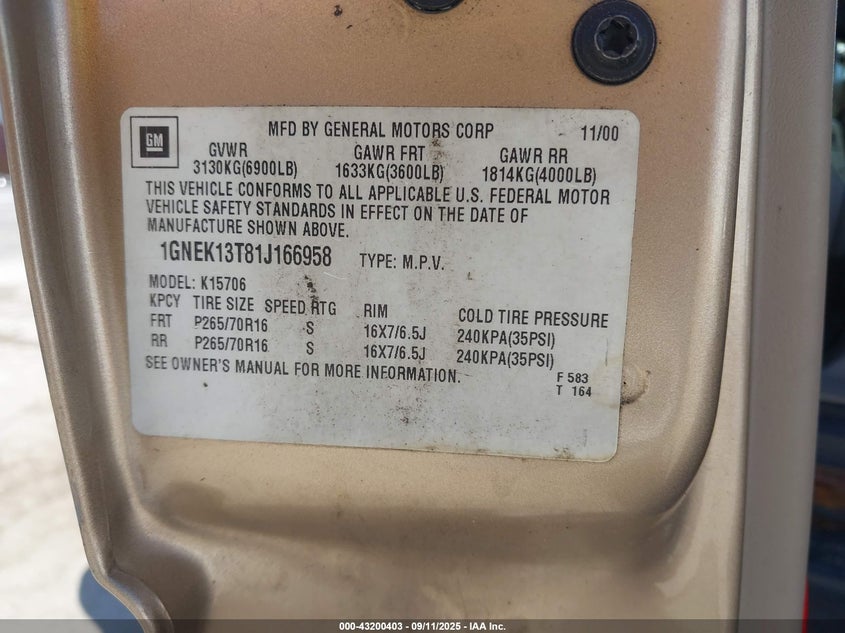 GM
MFD BY GENERAL MOTORS CORP 11/00
GVWR GAWR FRT GAWR RR
3130KG(6900LB) 1633KG(3600LB) 1814KG(4000LB)
THIS VEHICLE CONFORMS TO ALL APPLICABLE U.S. FEDERAL MOTOR
VEHICLE SAFETY STANDARDS IN EFFECT ON THE DATE OF
MANUFACTURE SHOWN ABOVE.
1GNEK13T81J166958 TYPE: M.P.V.
MODEL: K15706
KPCY TIRE SIZE SPEED RTG RIM COLD TIRE PRESSURE
FRT P265/70R16 S 16X7/6.5J 240KPA(35PSI)
RR P265/70R16 S 16X7/6.5J 240KPA(35PSI)
SEE OWNER'S MANUAL FOR MORE INFORMATION.
F 583
T 164
000-43200403 - 09/11/2025 - IAA Inc.